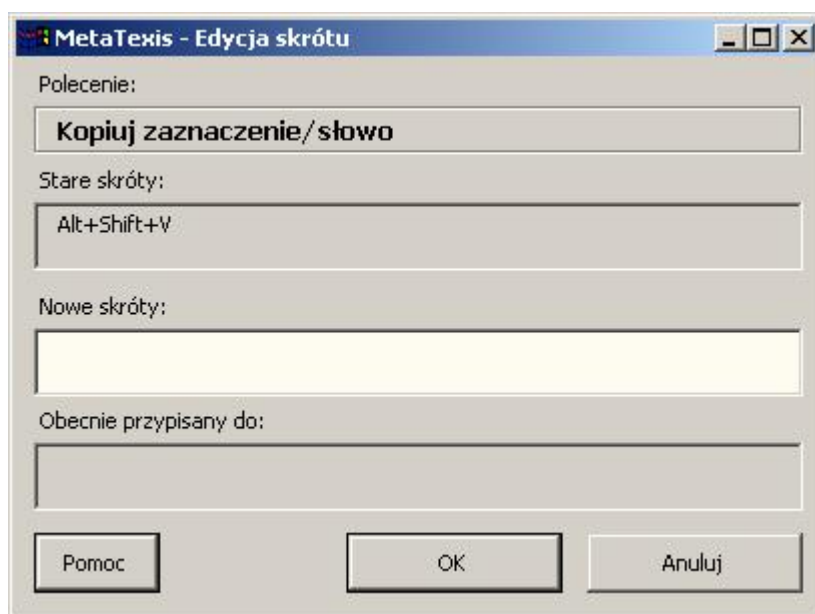 MetaTexis - Edycja skrótu
Polecenie:
Kopiuj zaznaczenie/słowo
Stare skróty:
Alt+Shift+V
Nowe skróty:
Obecnie przypisany do:
Pomoc OK Anuluj